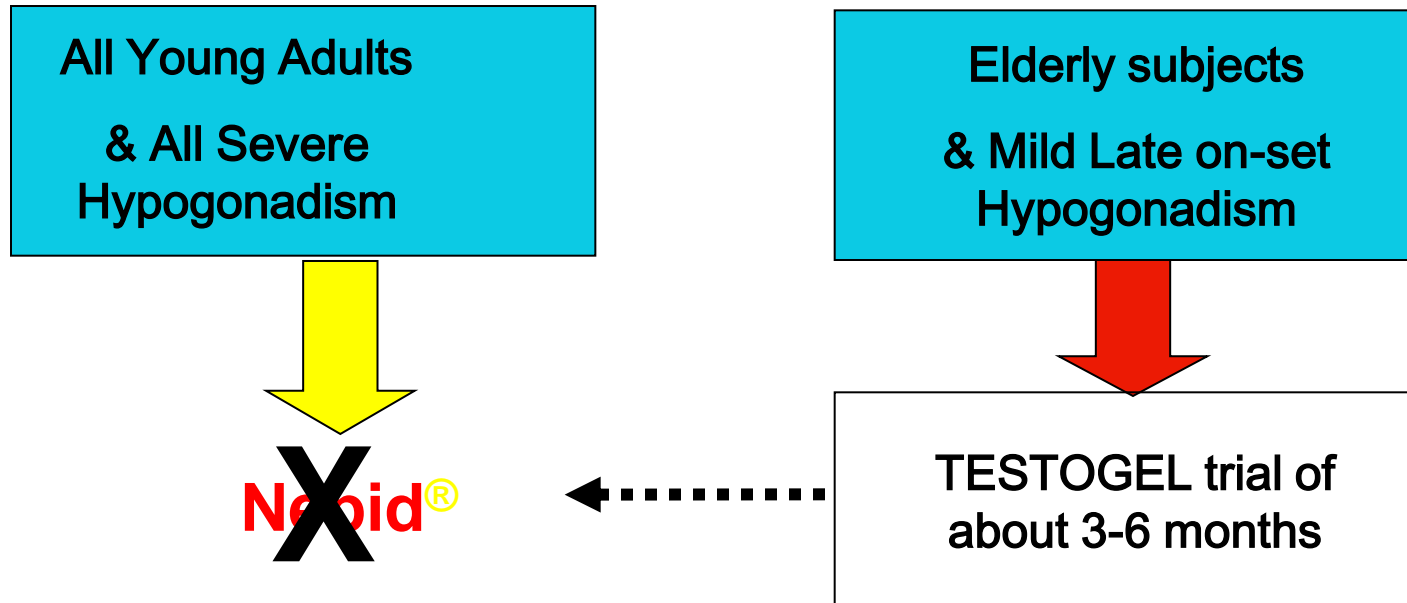 All Young Adults
& All Severe
Hypogonadism
Elderly subjects
& Mild Late on-set
Hypogonadism
Nebid®
X
TESTOGEL trial of
about 3-6 months